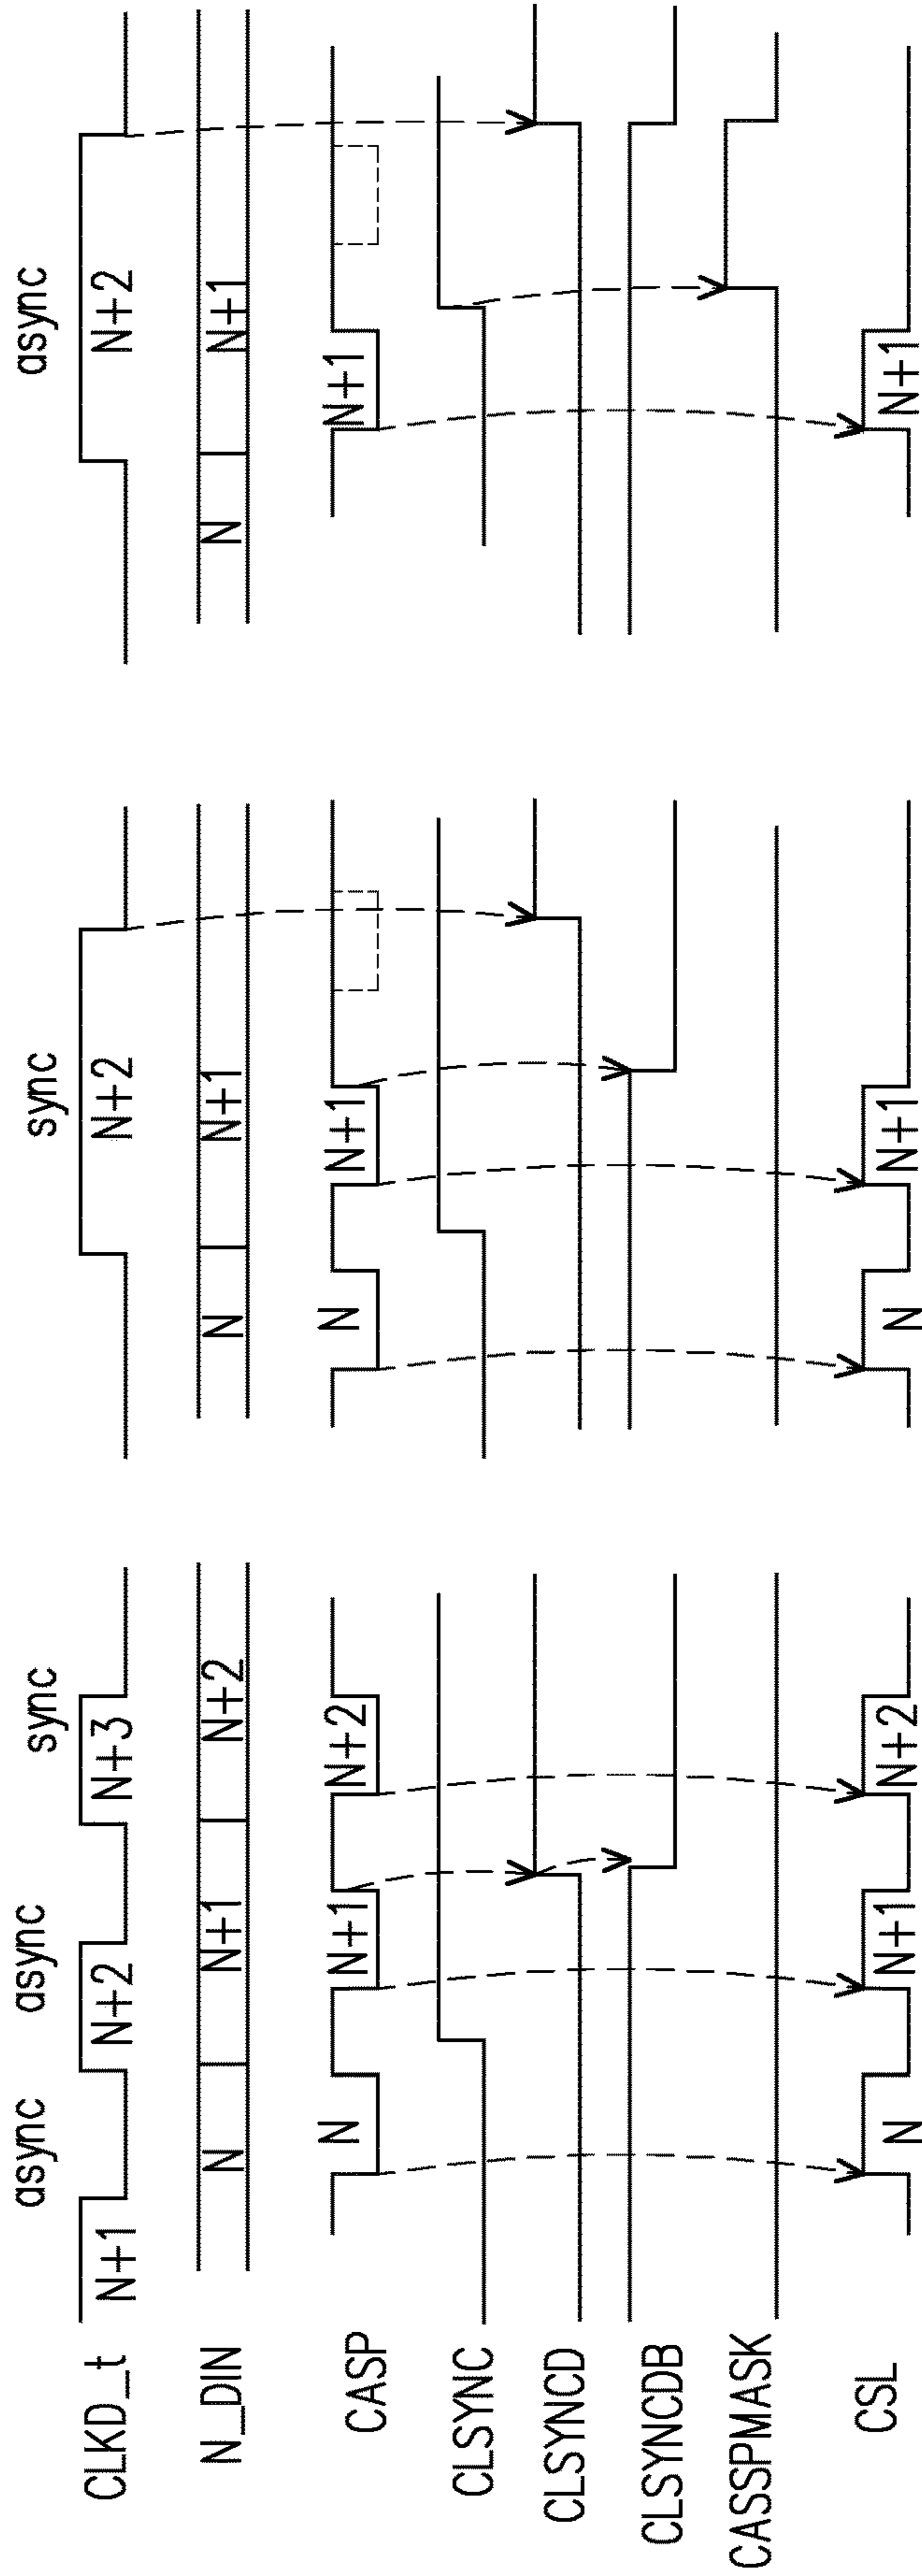 async async sync sync async
CLKD_t N+1 N+2 N+3 N+2 N+2
N_DIN N N+1 N+2 N N+1 N N+1
CASP N N+1 N+2 N N+1 N+1
CLSYNC
CLSYNCD
CLSYNCDB
CASSPMASK
CSL N N+1 N+2 N N+1 N+1